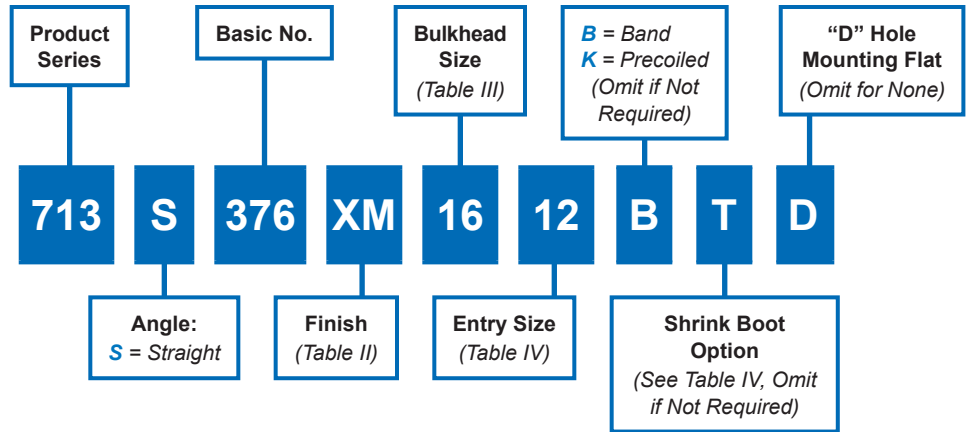 Product
Series
Basic No.
Bulkhead
Size
(Table III)
B = Band
K = Precoiled
(Omit if Not
Required)
“D” Hole
Mounting Flat
(Omit for None)
713 S 376 XM 16 12 B T D
Angle:
S = Straight
Finish
(Table II)
Entry Size
(Table IV)
Shrink Boot
Option
(See Table IV, Omit
if Not Required)